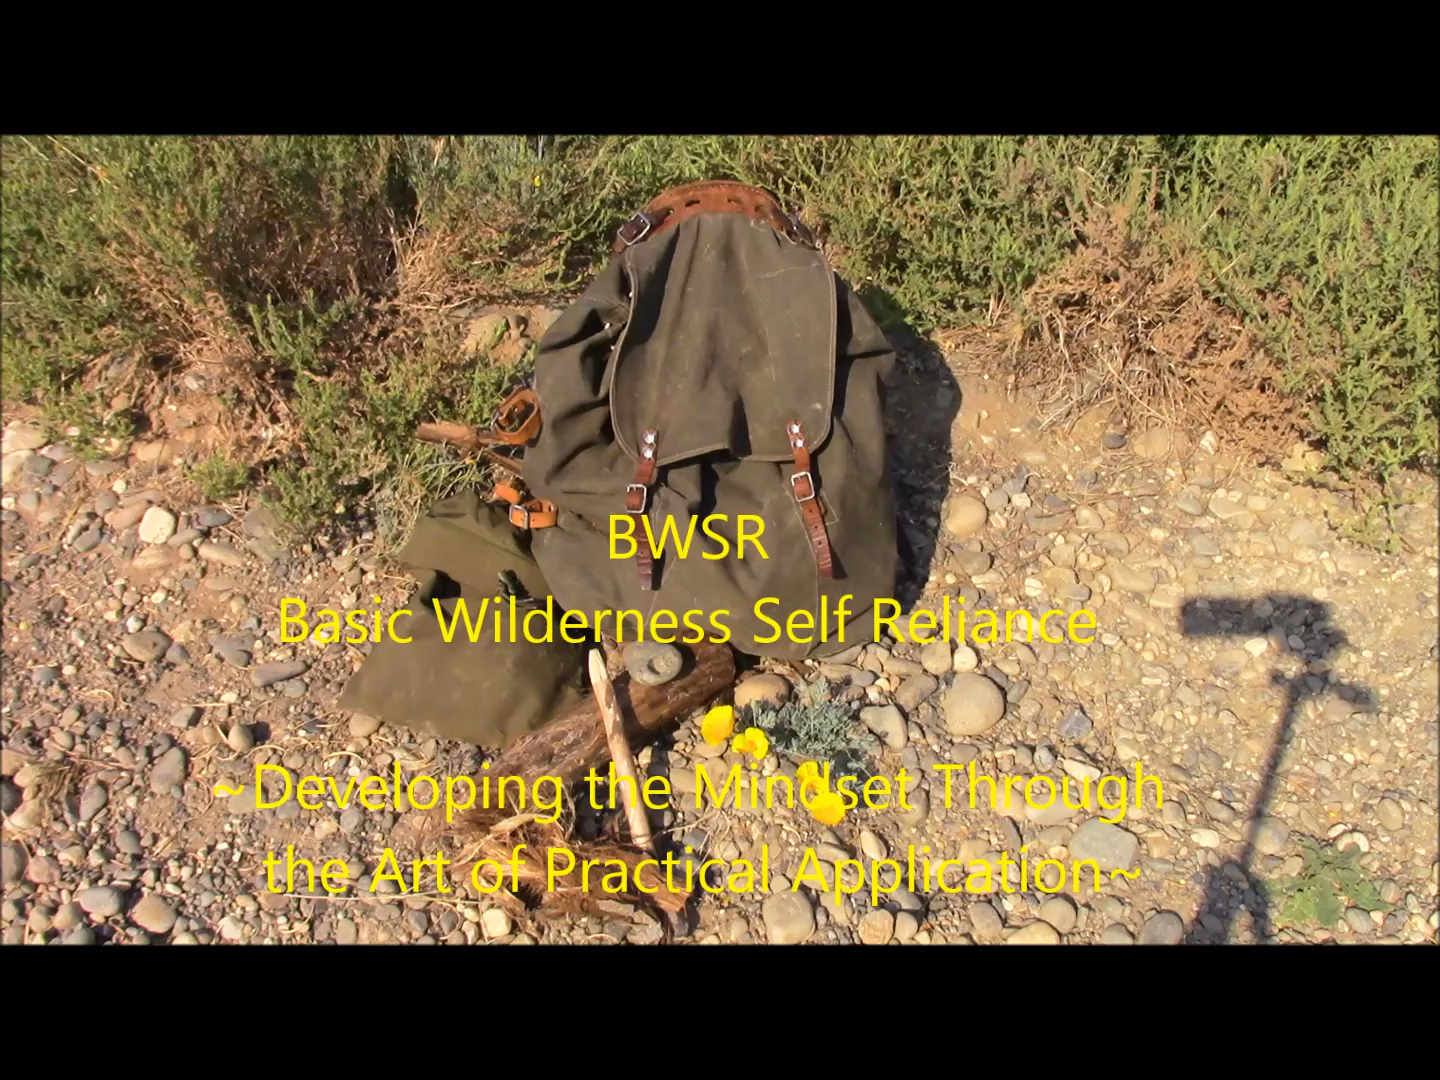 BWSR
Basic Wilderness Self Reliance
~Developing the Mindset Through
the Art of Practical Application~